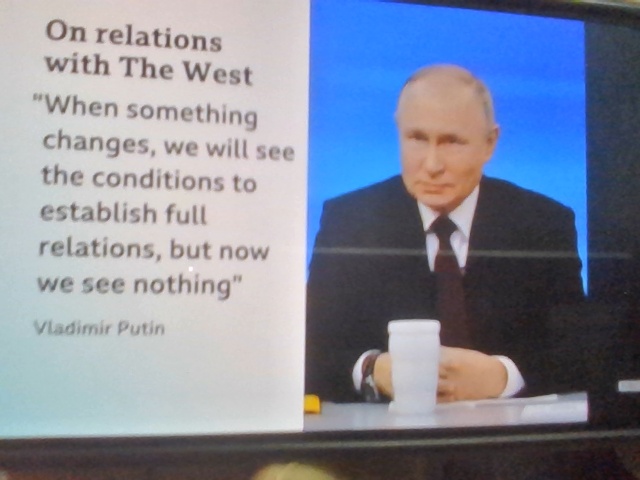 On relations
with The West
"When something
changes, we will see
the conditions to
establish full
relations, but now
we see nothing"
Vladimir Putin